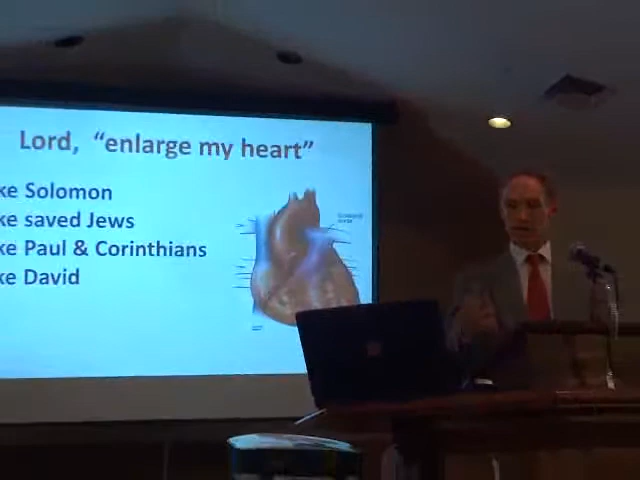 Lord, “enlarge my heart”
ke Solomon
ke saved Jews
ke Paul & Corinthians
ke David